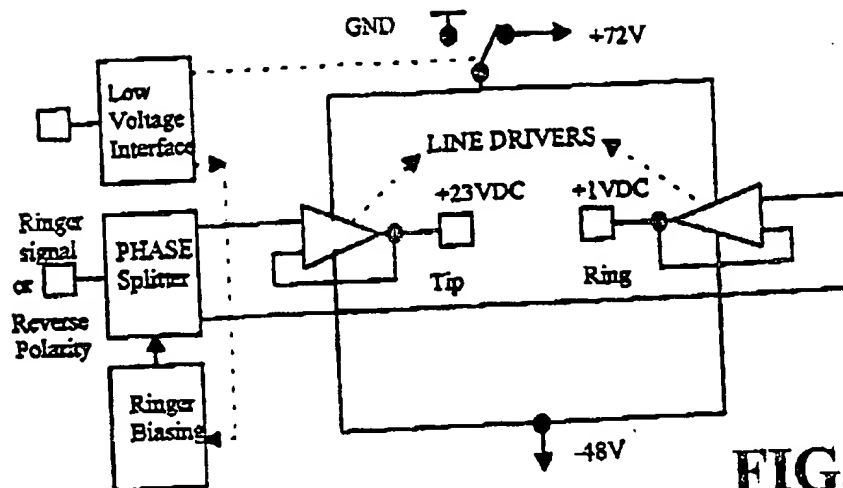 GND
+72V
Low
Voltage
Interface
LINE DRIVERS
+23VDC
+1VDC
Ringer
signal
or
Reverse
Polarity
PHASE
Splitter
Tip
Ring
Ringer
Biasing
-48V
FIG.